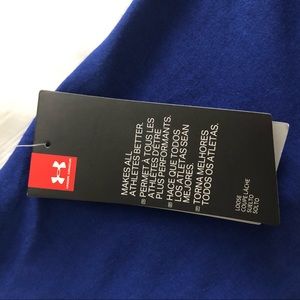 MAKES ALL
ATHLETES BETTER.
PERMET À TOUS LES
ATHLÈTES D'ÊTRE
PLUS PERFORMANTS.
HACE QUE TODOS
LOS ATLETAS SEAN
MEJORES.
TORNA MELHORES
TODOS OS ATLETAS.
LOOSE
COUPE LÂCHE
SUELTO
SOLTO